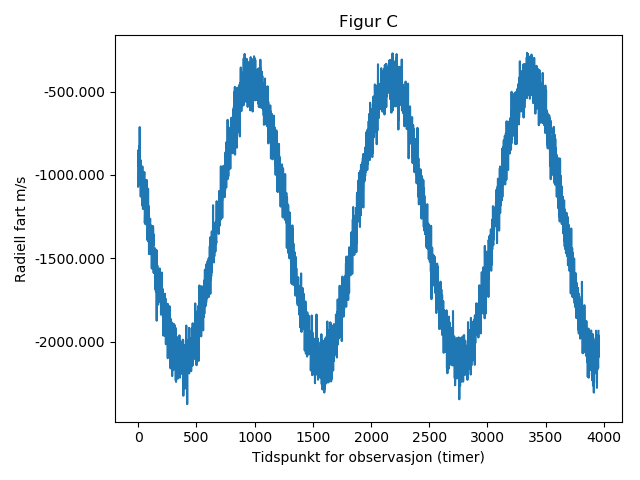 Figur C
Radiell fart m/s
-500.000
-1000.000
-1500.000
-2000.000
0 500 1000 1500 2000 2500 3000 3500 4000
Tidspunkt for observasjon (timer)